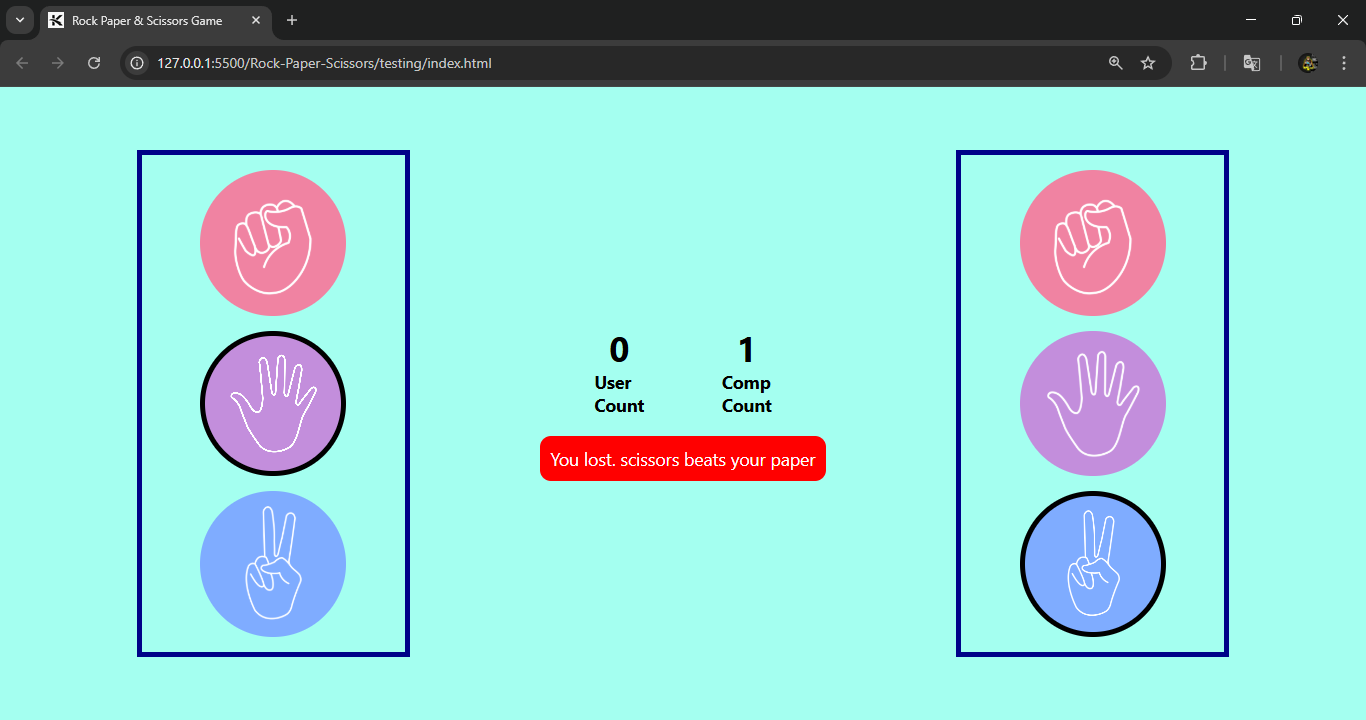 Rock Paper & Scissors Game
127.0.0.1:5500/Rock-Paper-Scissors/testing/index.html
0
User
Count
1
Comp
Count
You lost. scissors beats your paper